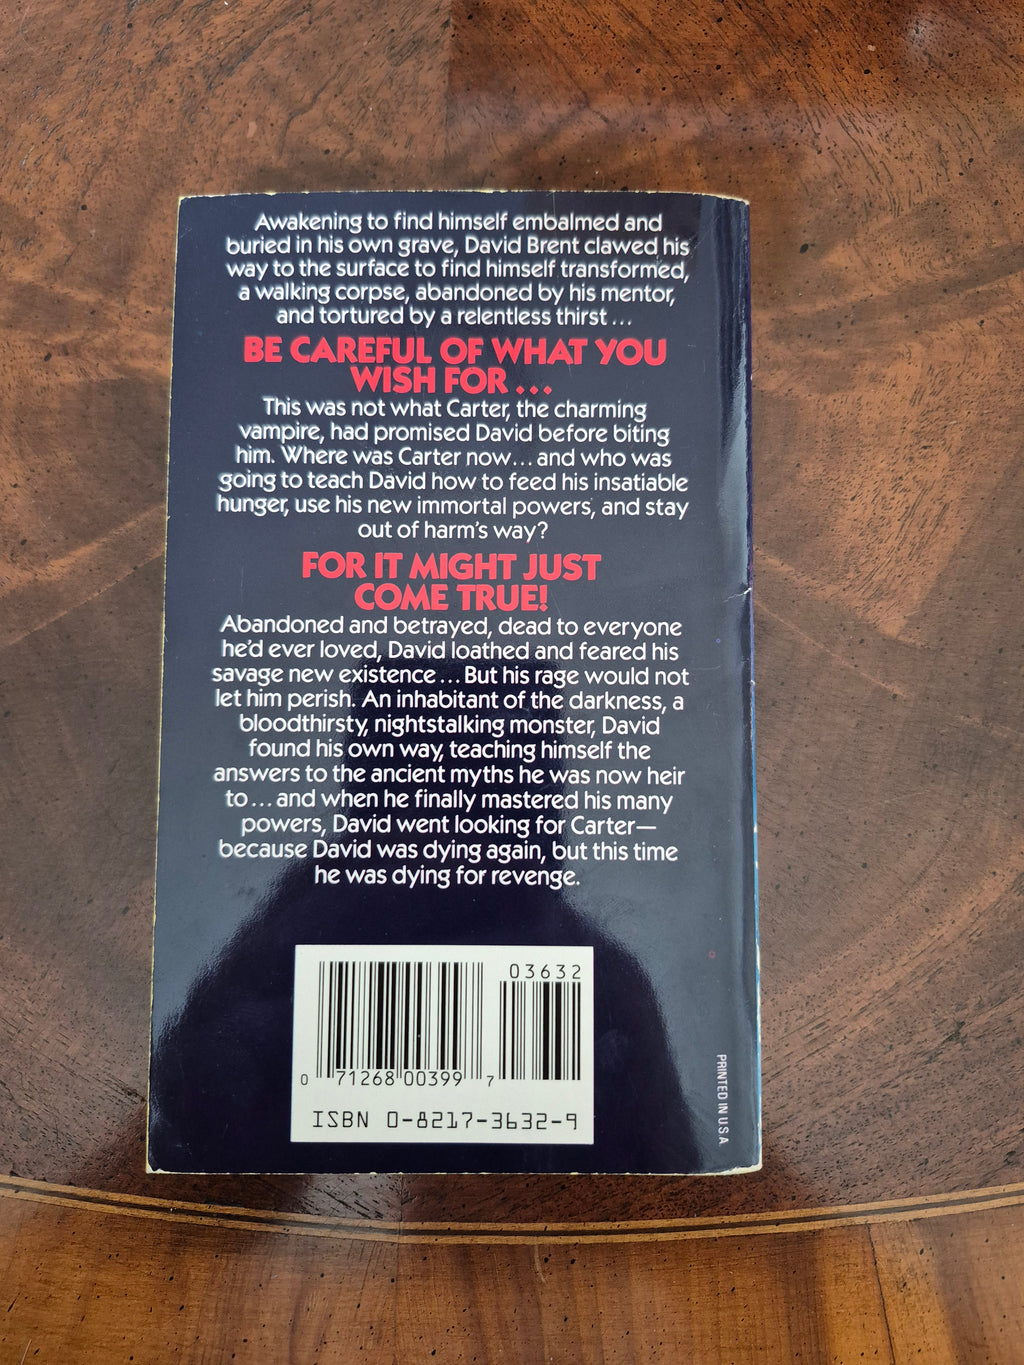 Awakening to find himself embalmed and
buried in his own grave, David Brent clawed his
way to the surface to find himself transformed,
a walking corpse, abandoned by his mentor,
and tortured by a relentless thirst...
BE CAREFUL OF WHAT YOU
WISH FOR...
This was not what Carter, the charming
vampire, had promised David before biting
him. Where was Carter now...and who was
going to teach David how to feed his insatiable
hunger, use his new immortal powers, and stay
out of harm's way?
FOR IT MIGHT JUST
COME TRUE!
Abandoned and betrayed, dead to everyone
he'd ever loved, David loathed and feared his
savage new existence...But his rage would not
let him perish. An inhabitant of the darkness, a
bloodthirsty, nightstalking monster, David
found his own way, teaching himself the
answers to the ancient myths he was now heir
to...and when he finally mastered his many
powers, David went looking for Carter—
because David was dying again, but this time
he was dying for revenge.
03632
0 71268 00399 7
ISBN 0-8217-3632-9
PRINTED IN U.S.A.